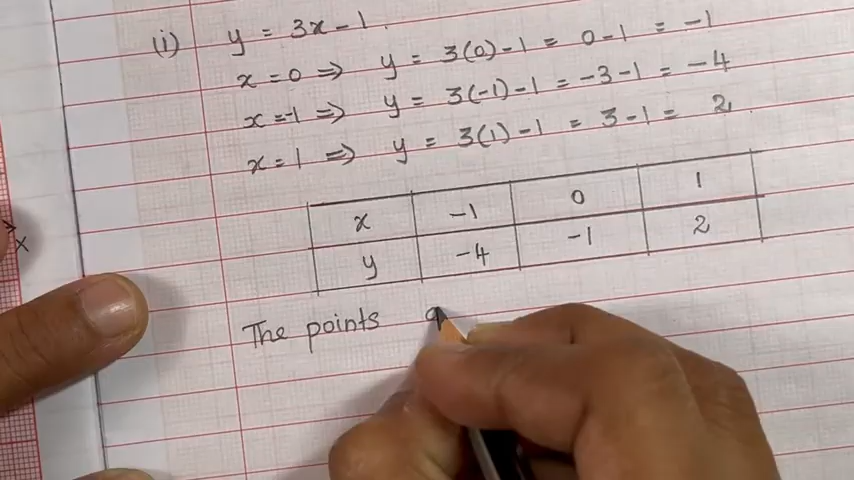 (i) y = 3x - 1.
x = 0 ⇒ y = 3(0) - 1 = 0 - 1 = -1
x = -1 ⇒ y = 3(-1) - 1 = -3 - 1 = -4
x = 1 ⇒ y = 3(1) - 1 = 3 - 1 = 2
x -1 0 1
y -4 -1 2
The points
X